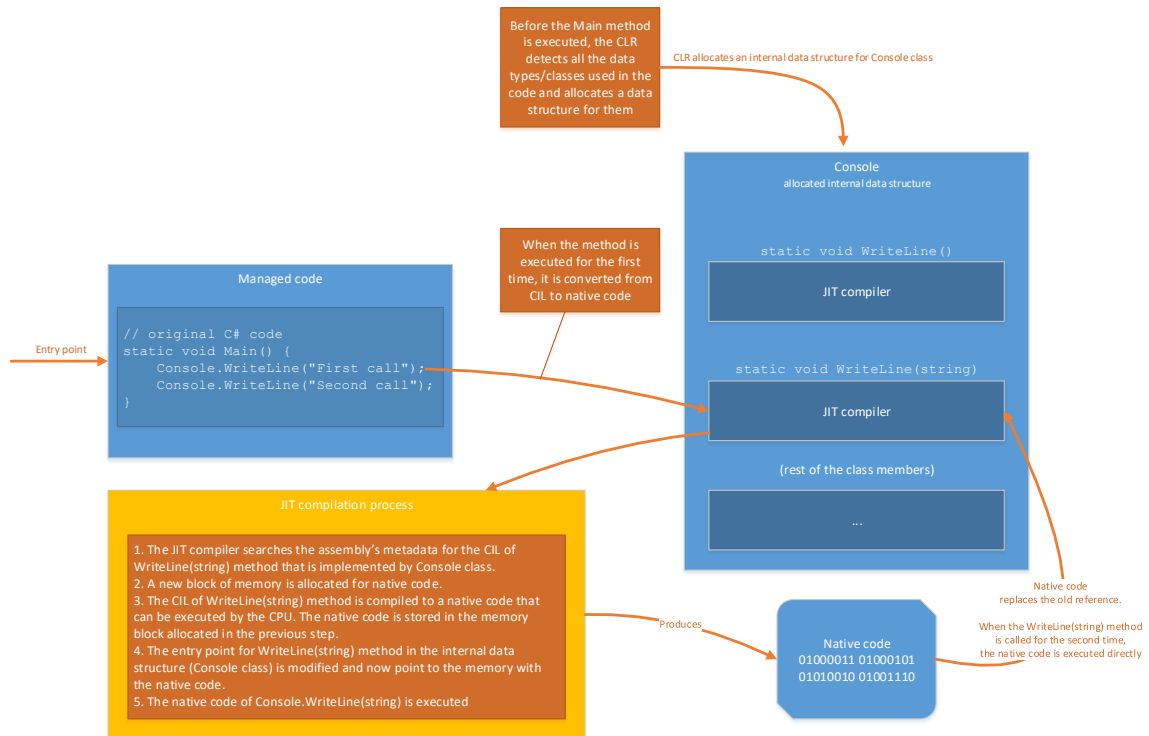 Before the Main method
is executed, the CLR
detects all the data
types/classes used in the
code and allocates a data
structure for them
CLR allocates an internal data structure for Console class
Console
allocated internal data structure
static void WriteLine()
JIT compiler
When the method is
executed for the first
time, it is converted from
CIL to native code
Managed code
// original C# code
static void Main() {
    Console.WriteLine("First call");
    Console.WriteLine("Second call");
}
Entry point
static void WriteLine(string)
JIT compiler
(rest of the class members)
...
JIT compilation process
1. The JIT compiler searches the assembly's metadata for the CIL of
WriteLine(string) method that is implemented by Console class.
2. A new block of memory is allocated for native code.
3. The CIL of WriteLine(string) method is compiled to a native code that
can be executed by the CPU. The native code is stored in the memory
block allocated in the previous step.
4. The entry point for WriteLine(string) method in the internal data
structure (Console class) is modified and now point to the memory with
the native code.
5. The native code of Console.WriteLine(string) is executed
Produces
Native code
01000011 01000101
01010010 01001110
Native code
replaces the old reference.
When the WriteLine(string) method
is called for the second time,
the native code is executed directly